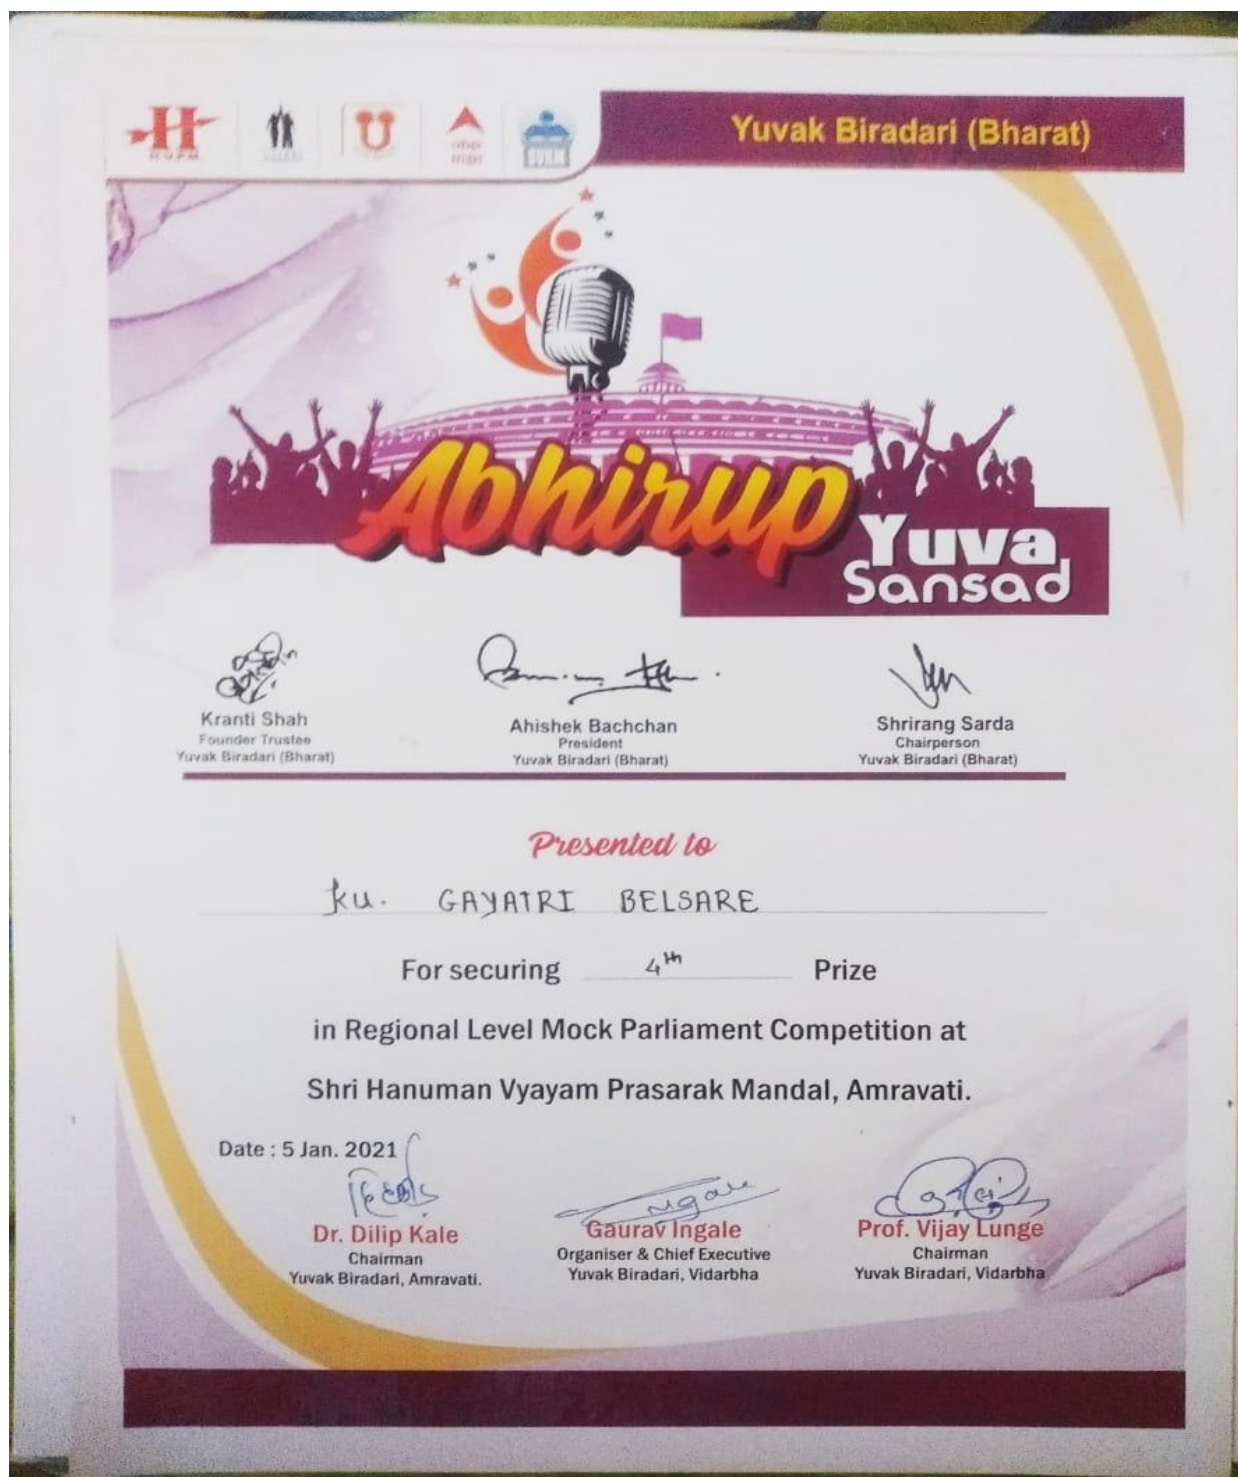 H.V.P.M
Yuvak Biradari (Bharat)
Abhirup
Yuva
Sansad
Kranti Shah
Founder Trustee
Yuvak Biradari (Bharat)
Ahishek Bachchan
President
Yuvak Biradari (Bharat)
Shrirang Sarda
Chairperson
Yuvak Biradari (Bharat)
Presented to
Ku. GAYATRI BELSARE
For securing 4th Prize
in Regional Level Mock Parliament Competition at
Shri Hanuman Vyayam Prasarak Mandal, Amravati.
Date : 5 Jan. 2021
Dr. Dilip Kale
Chairman
Yuvak Biradari, Amravati.
Gaurav Ingale
Organiser & Chief Executive
Yuvak Biradari, Vidarbha
Prof. Vijay Lunge
Chairman
Yuvak Biradari, Vidarbha